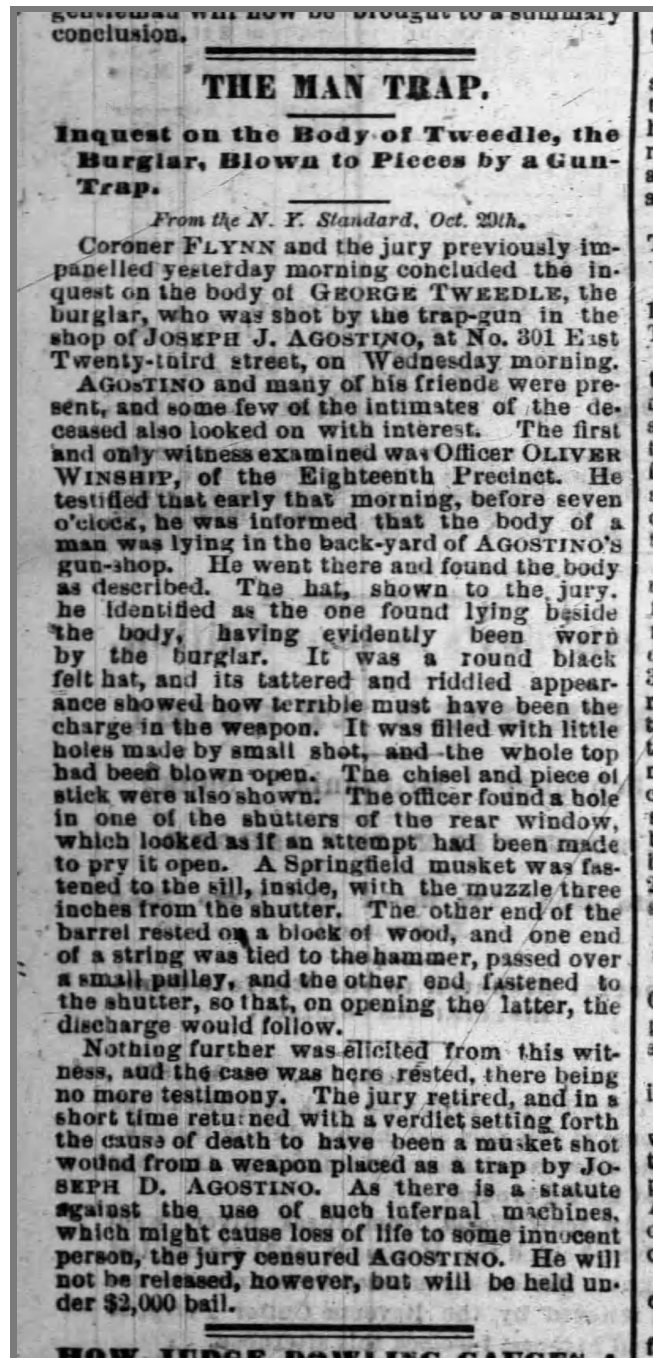 gentleman will now be brought to a summary
conclusion.
THE MAN TRAP.
Inquest on the Body of Tweedle, the
Burglar, Blown to Pieces by a Gun-
Trap.
From the N. Y. Standard, Oct. 29th.
Coroner FLYNN and the jury previously im-
panelled yesterday morning concluded the in-
quest on the body of GEORGE TWEEDLE, the
burglar, who was shot by the trap-gun in the
shop of JOSEPH J. AGOSTINO, at No. 301 East
Twenty-third street, on Wednesday morning.
AGOSTINO and many of his friends were pre-
sent, and some few of the intimates of the de-
ceased also looked on with interest. The first
and only witness examined was Officer OLIVER
WINSHIP, of the Eighteenth Precinct. He
testified that early that morning, before seven
o'clock, he was informed that the body of a
man was lying in the back-yard of AGOSTINO'S
gun-shop. He went there and found the body
as described. The hat, shown to the jury,
he identified as the one found lying beside
the body, having evidently been worn
by the burglar. It was a round black
felt hat, and its tattered and riddled appear-
ance showed how terrible must have been the
charge in the weapon. It was filled with little
holes made by small shot, and the whole top
had been blown open. The chisel and piece of
stick were also shown. The officer found a hole
in one of the shutters of the rear window,
which looked as if an attempt had been made
to pry it open. A Springfield musket was fas-
tened to the sill, inside, with the muzzle three
inches from the shutter. The other end of the
barrel rested on a block of wood, and one end
of a string was tied to the hammer, passed over
a small pulley, and the other end fastened to
the shutter, so that, on opening the latter, the
discharge would follow.
Nothing further was elicited from this wit-
ness, and the case was here rested, there being
no more testimony. The jury retired, and in a
short time returned with a verdict setting forth
the cause of death to have been a musket shot
wound from a weapon placed as a trap by JO-
SEPH D. AGOSTINO. As there is a statute
against the use of such infernal machines,
which might cause loss of life to some innocent
person, the jury censured AGOSTINO. He will
not be released, however, but will be held un-
der $2,000 bail.